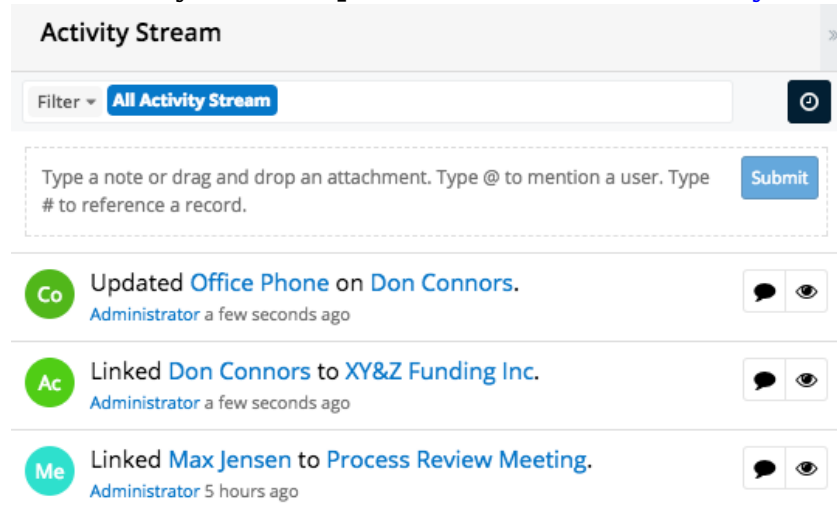 Activity Stream
»
Filter All Activity Stream
Type a note or drag and drop an attachment. Type @ to mention a user. Type Submit
# to reference a record.
Co Updated Office Phone on Don Connors.
Administrator a few seconds ago
Ac Linked Don Connors to XY&Z Funding Inc.
Administrator a few seconds ago
Me Linked Max Jensen to Process Review Meeting.
Administrator 5 hours ago